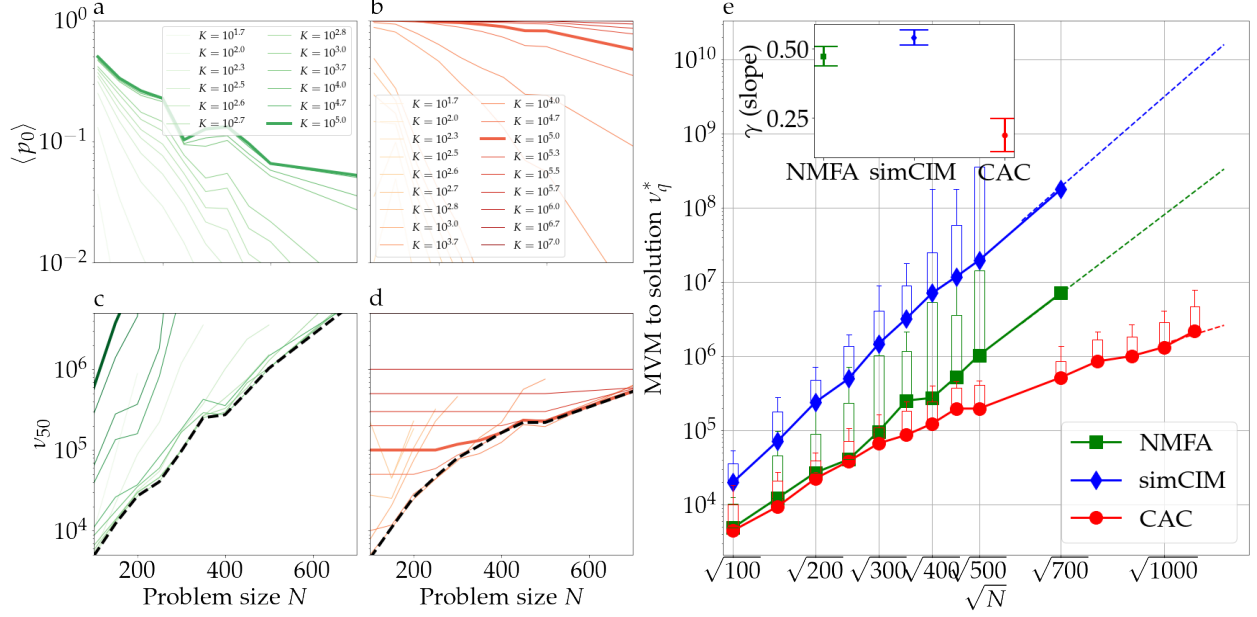 a
10⁰
10⁻¹
10⁻²
⟨p₀⟩
K = 10^{1.7}
K = 10^{2.0}
K = 10^{2.3}
K = 10^{2.5}
K = 10^{2.6}
K = 10^{2.7}
K = 10^{2.8}
K = 10^{3.0}
K = 10^{3.7}
K = 10^{4.0}
K = 10^{4.7}
K = 10^{5.0}
b
K = 10^{1.7}
K = 10^{2.0}
K = 10^{2.3}
K = 10^{2.5}
K = 10^{2.6}
K = 10^{2.7}
K = 10^{2.8}
K = 10^{3.0}
K = 10^{3.7}
K = 10^{4.0}
K = 10^{4.7}
K = 10^{5.0}
K = 10^{5.3}
K = 10^{5.5}
K = 10^{5.7}
K = 10^{6.0}
K = 10^{6.7}
K = 10^{7.0}
c
10⁶
10⁵
10⁴
ν₅₀
200 400 600
Problem size N
d
200 400 600
Problem size N
e
10¹⁰
10⁹
10⁸
10⁷
10⁶
10⁵
10⁴
MVM to solution ν*_q
γ (slope)
0.50
0.25
NMFA simCIM CAC
NMFA
simCIM
CAC
√100 √200 √300 √400 √500 √700 √1000
√N